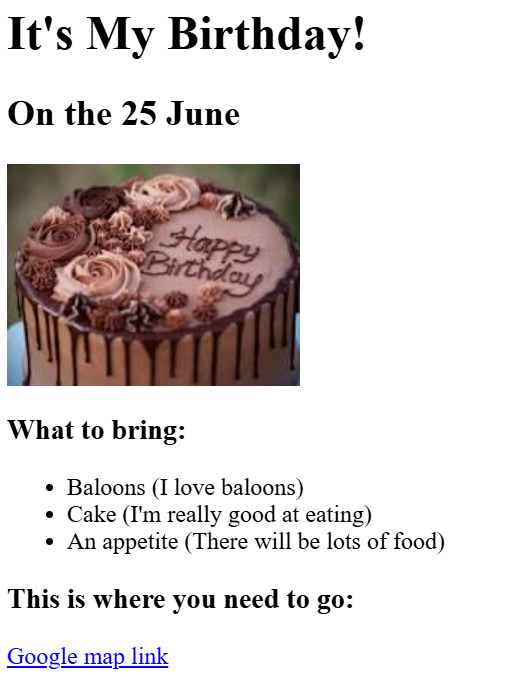 It's My Birthday!
On the 25 June
Happy
Birthday
What to bring:
• Baloons (I love baloons)
• Cake (I'm really good at eating)
• An appetite (There will be lots of food)
This is where you need to go:
Google map link